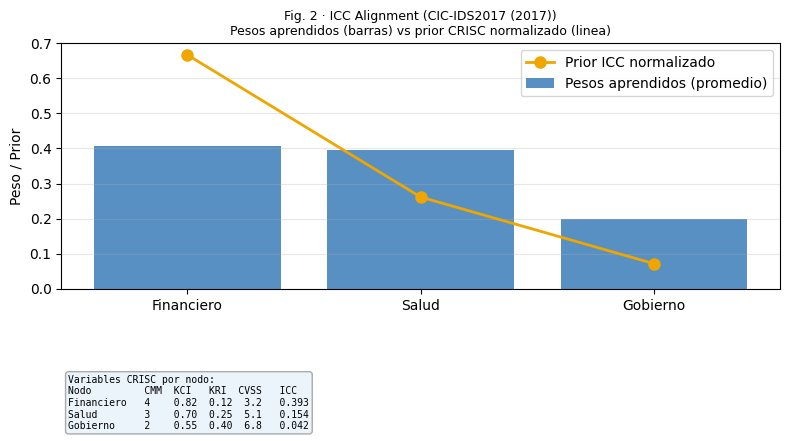 Fig. 2 · ICC Alignment (CIC-IDS2017 (2017))
Pesos aprendidos (barras) vs prior CRISC normalizado (linea)
Peso / Prior
0.7
0.6
0.5
0.4
0.3
0.2
0.1
0.0
Prior ICC normalizado
Pesos aprendidos (promedio)
Financiero Salud Gobierno
Variables CRISC por nodo:
Nodo CMM KCI KRI CVSS ICC
Financiero 4 0.82 0.12 3.2 0.393
Salud 3 0.70 0.25 5.1 0.154
Gobierno 2 0.55 0.40 6.8 0.042